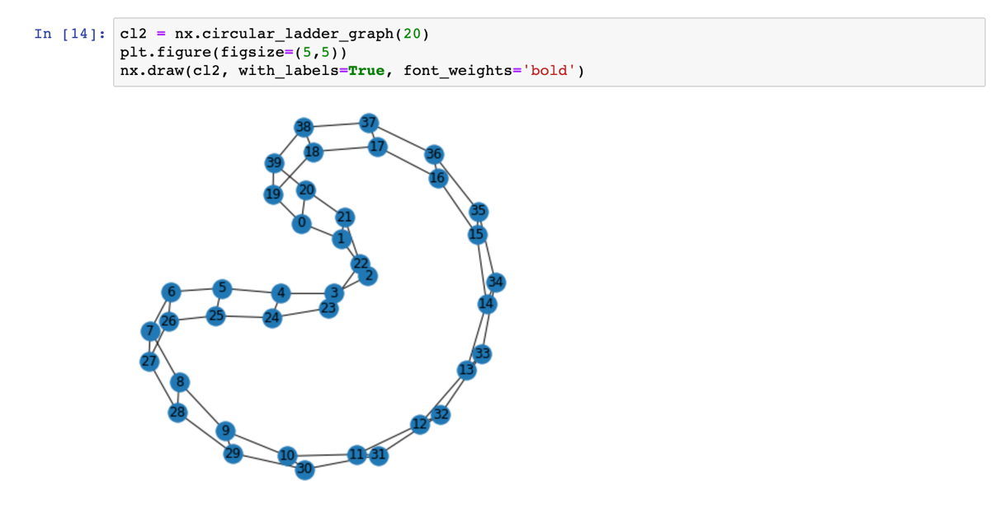 In [14]: cl2 = nx.circular_ladder_graph(20)
plt.figure(figsize=(5,5))
nx.draw(cl2, with_labels=True, font_weights='bold')
38 37
18 17 36
39 16
19 20
0 21 35
1 15
22
2 34
6 5 4 3 14
26 25 24 23
7
27 33
13
8
28 32
9 12
29 10 11 31
30